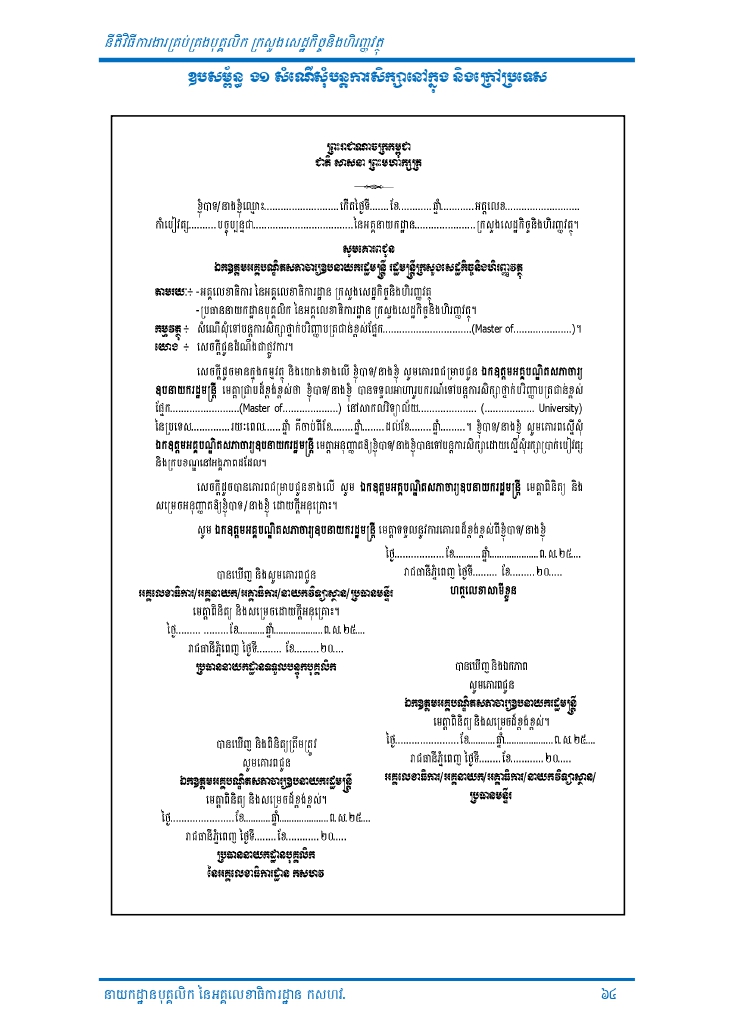 នីតិវិធីការងារគ្រប់គ្រងបុគ្គលិក ក្រសួងសេដ្ឋកិច្ចនិងហិរញ្ញវត្ថុ
ឧបសម្ព័ន្ធ ង១ សំណើសុំបន្តការសិក្សានៅក្នុង និងក្រៅប្រទេស
ព្រះរាជាណាចក្រកម្ពុជា
ជាតិ សាសនា ព្រះមហាក្សត្រ
ខ្ញុំបាទ/នាងខ្ញុំឈ្មោះ...........................កើតថ្ងៃទី.......ខែ............ឆ្នាំ............អត្តលេខ...........................
កាំបៀវត្ស..........បច្ចុប្បន្នជា....................................នៃអគ្គនាយកដ្ឋាន......................ក្រសួងសេដ្ឋកិច្ចនិងហិរញ្ញវត្ថុ។
សូមគោរពជូន
ឯកឧត្តមអគ្គបណ្ឌិតសភាចារ្យឧបនាយករដ្ឋមន្ត្រី រដ្ឋមន្ត្រីក្រសួងសេដ្ឋកិច្ចនិងហិរញ្ញវត្ថុ
តាមរយៈ÷ -អគ្គលេខាធិការ នៃអគ្គលេខាធិការដ្ឋាន ក្រសួងសេដ្ឋកិច្ចនិងហិរញ្ញវត្ថុ
-ប្រធាននាយកដ្ឋានបុគ្គលិក នៃអគ្គលេខាធិការដ្ឋាន ក្រសួងសេដ្ឋកិច្ចនិងហិរញ្ញវត្ថុ។
កម្មវត្ថុ ÷ សំណើសុំទៅបន្តការសិក្សាថ្នាក់បរិញ្ញាបត្រជាន់ខ្ពស់ផ្នែក................................(Master of.....................)។
យោង ÷ សេចក្តីជូនដំណឹងជាផ្លូវការ។
សេចក្តីដូចមានក្នុងកម្មវត្ថុ និងយោងខាងលើ ខ្ញុំបាទ/នាងខ្ញុំ សូមគោរពជម្រាបជូន ឯកឧត្តមអគ្គបណ្ឌិតសភាចារ្យ
ឧបនាយករដ្ឋមន្ត្រី មេត្តាជ្រាបដ៏ខ្ពង់ខ្ពស់ថា ខ្ញុំបាទ/នាងខ្ញុំ បានទទួលអាហារូបករណ៍ទៅបន្តការសិក្សាថ្នាក់បរិញ្ញាបត្រជាន់ខ្ពស់
ផ្នែក.........................(Master of.....................) នៅសាកលវិទ្យាល័យ..................... (.................. University)
នៃប្រទេស..............រយៈពេល......ឆ្នាំ គឺចាប់ពីខែ........ឆ្នាំ........ដល់ខែ........ឆ្នាំ.........។ ខ្ញុំបាទ/នាងខ្ញុំ សូមគោរពស្នើសុំ
ឯកឧត្តមអគ្គបណ្ឌិតសភាចារ្យឧបនាយករដ្ឋមន្ត្រី មេត្តាអនុញ្ញាតឱ្យខ្ញុំបាទ/នាងខ្ញុំបានទៅបន្តការសិក្សាដោយស្នើសុំរក្សាប្រាក់បៀវត្ស
និងក្របខណ្ឌនៅអង្គភាពដដែល។
សេចក្តីដូចបានគោរពជម្រាបជូនខាងលើ សូម ឯកឧត្តមអគ្គបណ្ឌិតសភាចារ្យឧបនាយករដ្ឋមន្ត្រី មេត្តាពិនិត្យ និង
សម្រេចអនុញ្ញាតឱ្យខ្ញុំបាទ/នាងខ្ញុំ ដោយក្តីអនុគ្រោះ។
សូម ឯកឧត្តមអគ្គបណ្ឌិតសភាចារ្យឧបនាយករដ្ឋមន្ត្រី មេត្តាទទួលនូវការគោរពដ៏ខ្ពង់ខ្ពស់ពីខ្ញុំបាទ/នាងខ្ញុំ
ថ្ងៃ..................ខែ..........ឆ្នាំ....................ព.ស.២៥....
រាជធានីភ្នំពេញ ថ្ងៃទី......... ខែ.........២០.....
ហត្ថលេខាសាមីខ្លួន
បានឃើញ និងសូមគោរពជូន
អគ្គលេខាធិការ/អគ្គនាយក/អគ្គាធិការ/នាយកវិទ្យាស្ថាន/ប្រធានមន្ទីរ
មេត្តាពិនិត្យ និងសម្រេចដោយក្តីអនុគ្រោះ។
ថ្ងៃ......... .........ខែ..........ឆ្នាំ....................ព.ស.២៥....
រាជធានីភ្នំពេញ ថ្ងៃទី......... ខែ.........២០....
ប្រធាននាយកដ្ឋានទទួលបន្ទុកបុគ្គលិក
បានឃើញ និងឯកភាព
សូមគោរពជូន
ឯកឧត្តមអគ្គបណ្ឌិតសភាចារ្យឧបនាយករដ្ឋមន្ត្រី
មេត្តាពិនិត្យ និងសម្រេចដ៏ខ្ពង់ខ្ពស់។
ថ្ងៃ....................... ខែ..........ឆ្នាំ....................ព.ស.២៥....
រាជធានីភ្នំពេញ ថ្ងៃទី........ខែ............២០.....
អគ្គលេខាធិការ/អគ្គនាយក/អគ្គាធិការ/នាយកវិទ្យាស្ថាន/
ប្រធានមន្ទីរ
បានឃើញ និងពិនិត្យត្រឹមត្រូវ
សូមគោរពជូន
ឯកឧត្តមអគ្គបណ្ឌិតសភាចារ្យឧបនាយករដ្ឋមន្ត្រី
មេត្តាពិនិត្យ និងសម្រេចដ៏ខ្ពង់ខ្ពស់។
ថ្ងៃ.......................ខែ..........ឆ្នាំ....................ព.ស.២៥....
រាជធានីភ្នំពេញ ថ្ងៃទី........ខែ............២០.....
ប្រធាននាយកដ្ឋានបុគ្គលិក
នៃអគ្គលេខាធិការដ្ឋាន កសហវ
នាយកដ្ឋានបុគ្គលិក នៃអគ្គលេខាធិការដ្ឋាន កសហវ.
៦៤